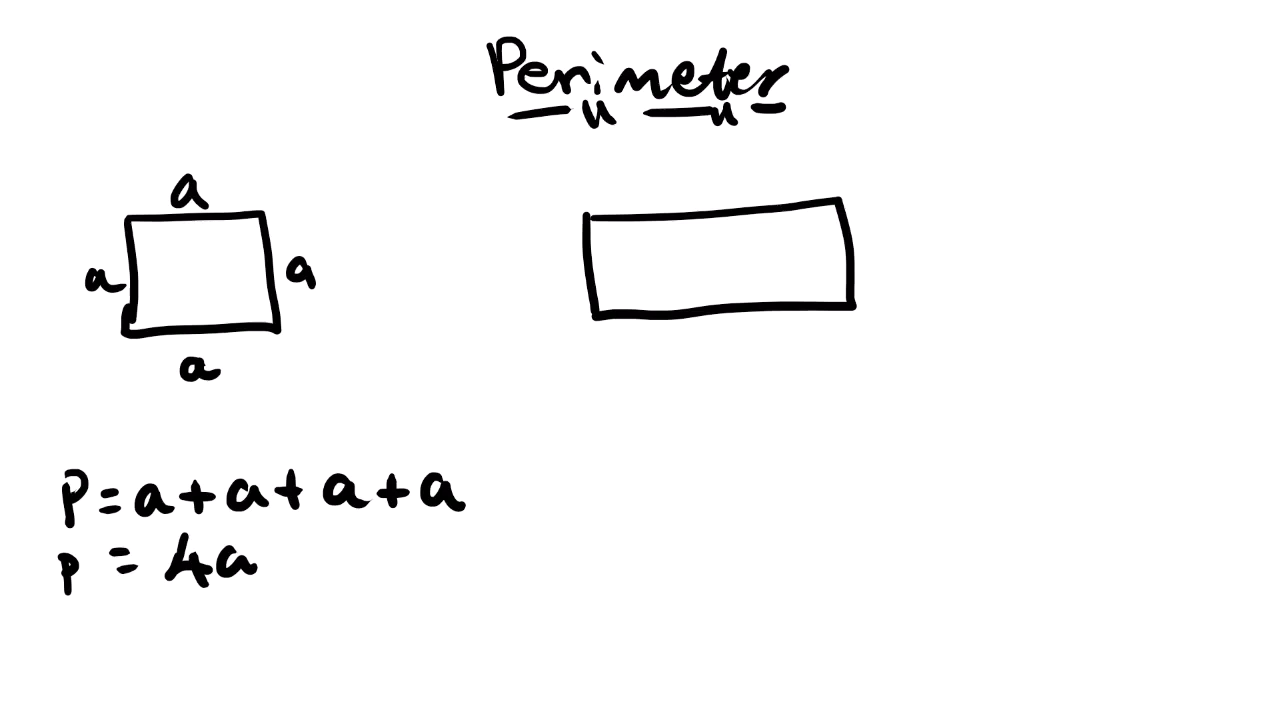 Perimeter
a
a
a
a
P = a + a + a + a
P = 4a